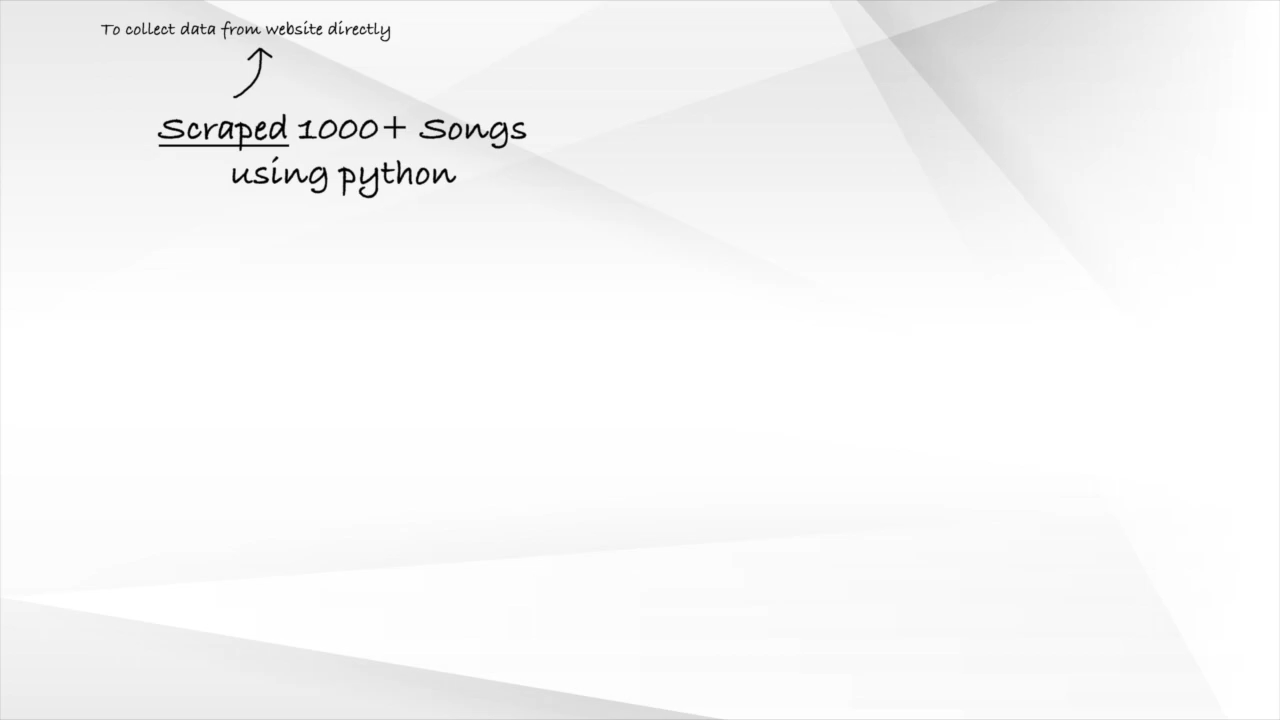 To collect data from website directly
Scraped 1000+ Songs
using python